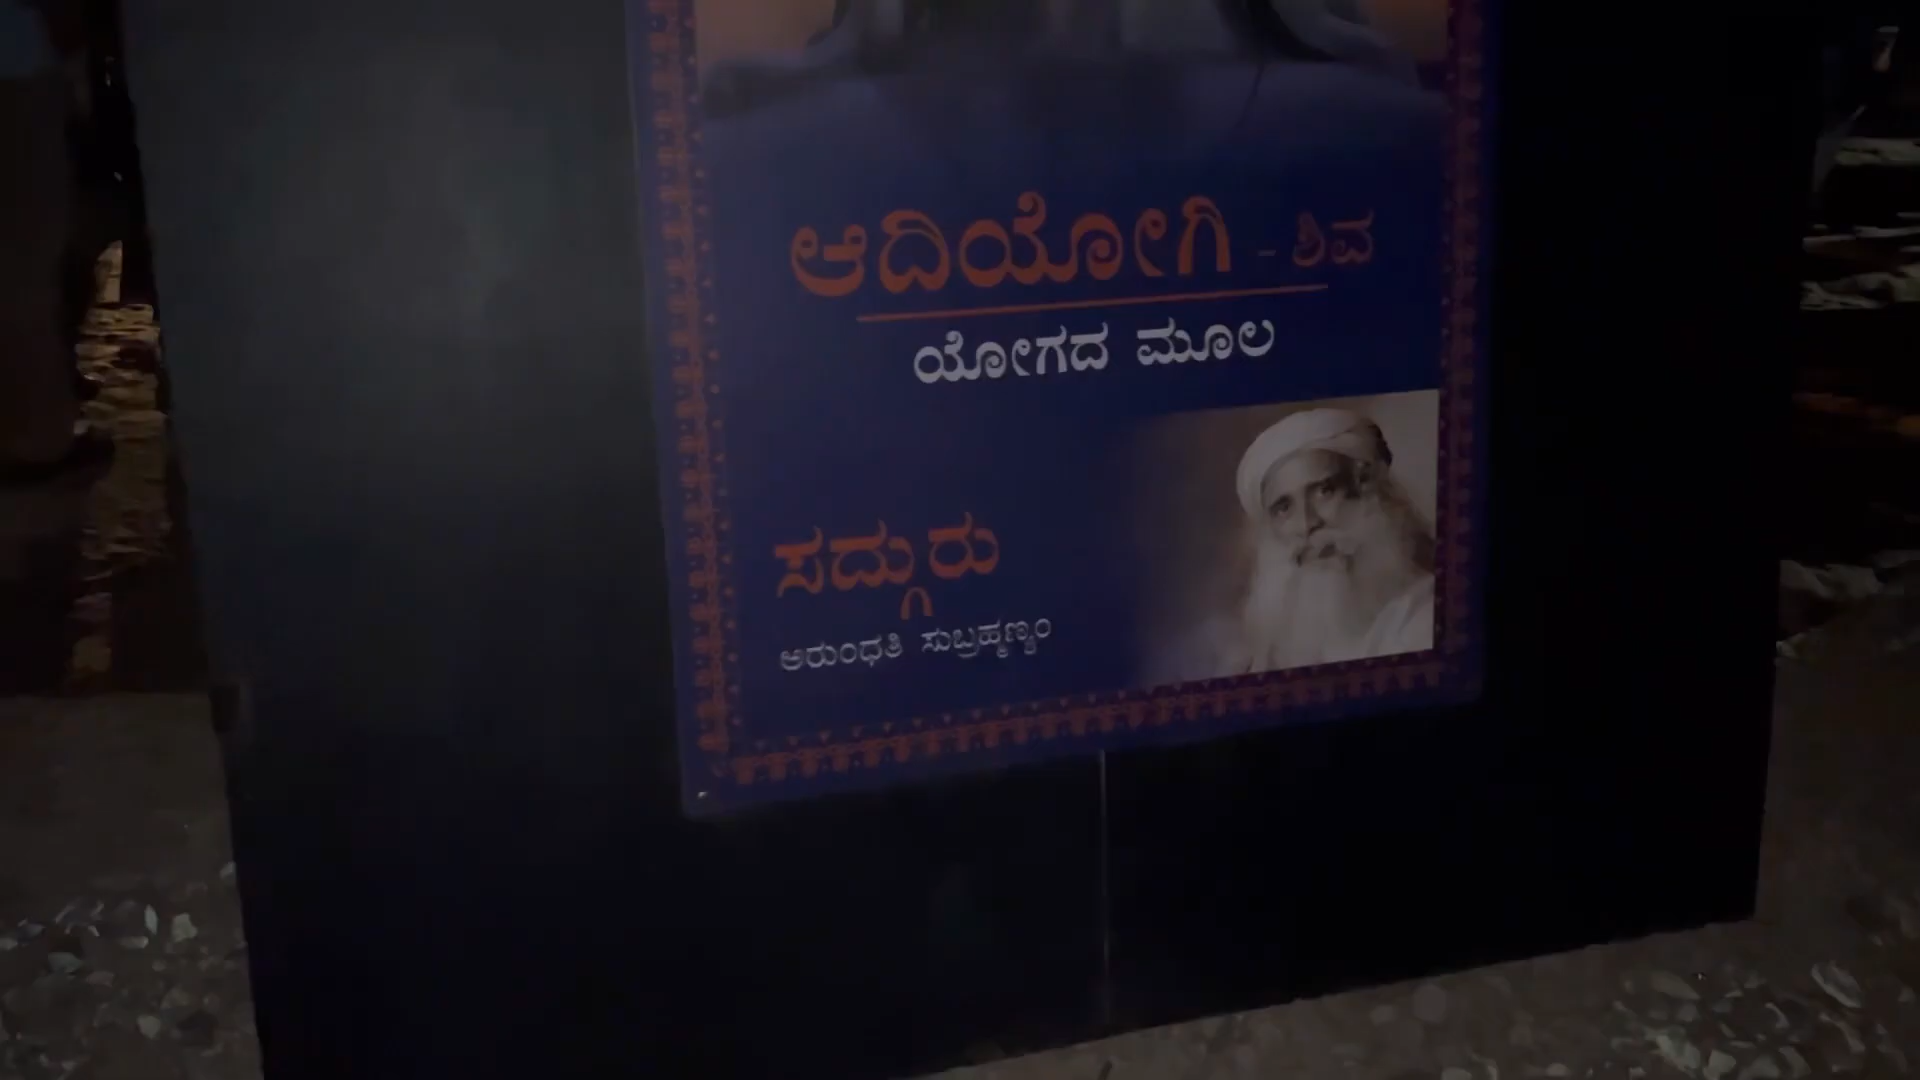 ಆದಿಯೋಗಿ - ಶಿವ
ಯೋಗದ ಮೂಲ
ಸದ್ಗುರು
ಅರುಂಧತಿ ಸುಬ್ರಹ್ಮಣ್ಯಂ